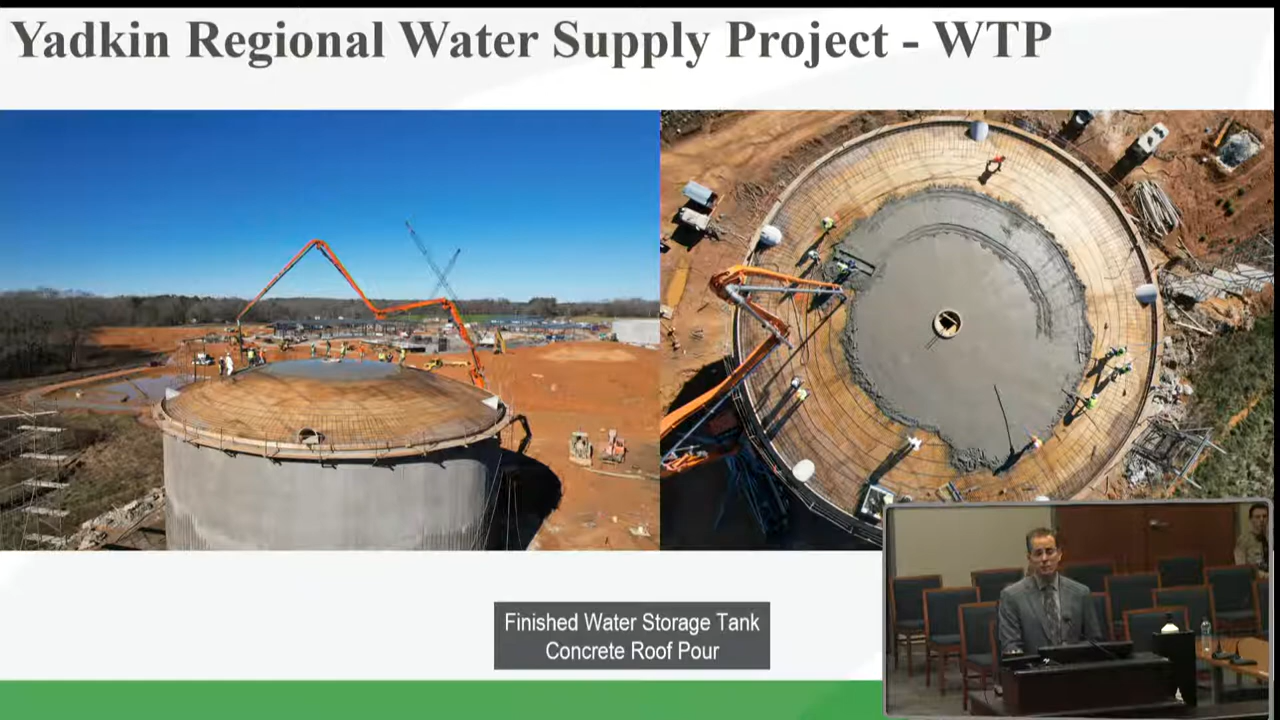 Yadkin Regional Water Supply Project - WTP
Finished Water Storage Tank
Concrete Roof Pour